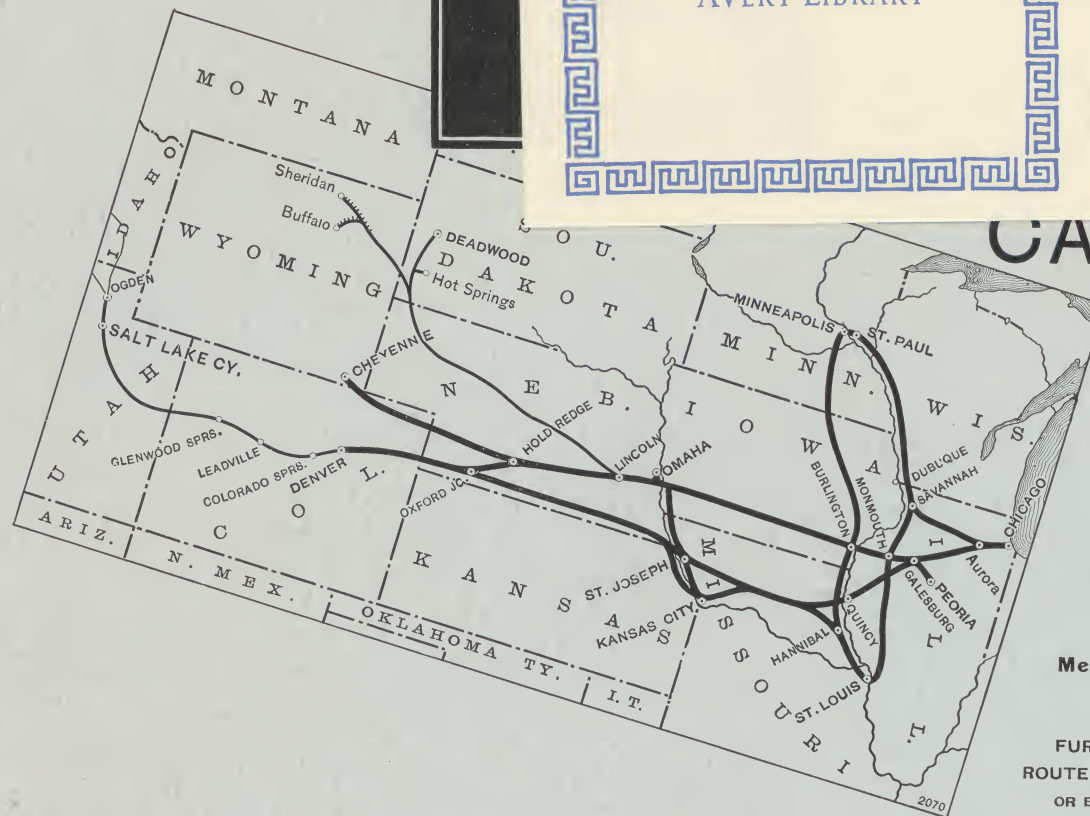 AVERY LIBRARY
MONTANA
IDAHO
Sheridan
Buffalo
WYOMING
SOU.
DAKOTA
DEADWOOD
Hot Springs
OGDEN
SALT LAKE CY.
UTAH
CHEYENNE
NEB.
MINNEAPOLIS
ST. PAUL
MINN.
WIS.
IOWA
GLENWOOD SPRS.
LEADVILLE
COLORADO SPRS.
DENVER
COL.
OXFORD JC.
HOLDREDGE
LINCOLN
OMAHA
BURLINGTON
MONMOUTH
DUBL'QUE
SAVANNAH
CHICAGO
Aurora
PEORIA
GALESBURG
ILL.
ARIZ.
N. MEX.
KANSAS
ST. JOSEPH
KANSAS CITY
MISSOURI
QUINCY
HANNIBAL
ST. LOUIS
OKLAHOMA TY.
I. T.
2070
CA
Me
FUR
ROUTE
OR E